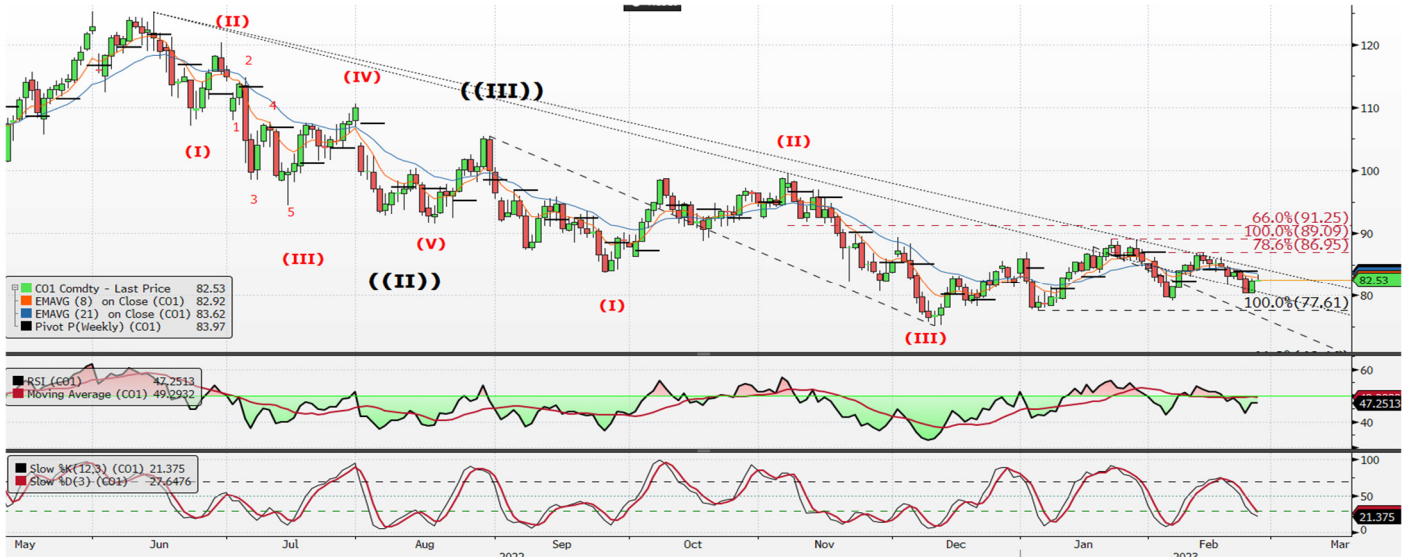 (II)
2
(IV)
((III))
4
1
(I)
(II)
3
5
(V)
(III)
((II))
(I)
(III)
66.0%(91.25)
100.0%(89.09)
78.6%(86.95)
100.0%(77.61)
120
110
100
90
80
82.53
CO1 Comdty - Last Price 82.53
EMAVG (8) on Close (CO1) 82.92
EMAVG (21) on Close (CO1) 83.62
Pivot P(Weekly) (CO1) 83.97
RSI (CO1) 47.2513
Moving Average (CO1) 49.2932
60
47.2513
40
Slow %K(12,3) (CO1) 21.375
Slow %D(3) (CO1) 27.6476
100
50
21.375
0
May Jun Jul Aug Sep Oct Nov Dec Jan Feb Mar
2022 2023